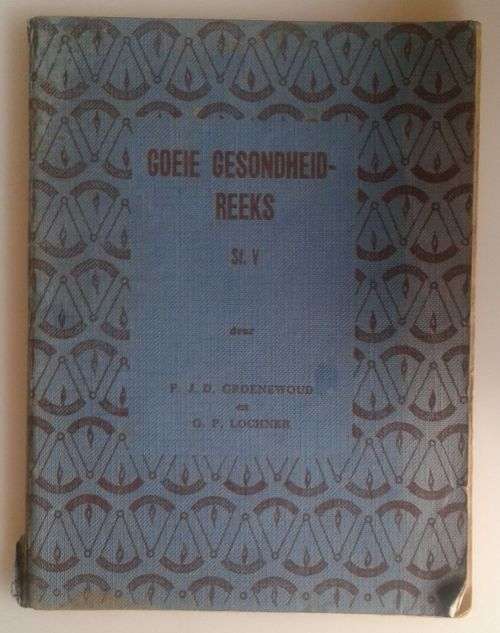 GOEIE GESONDHEID-
REEKS
St. V
deur
P. J. D. GROENEWOUD
en
G. P. LOCHNER